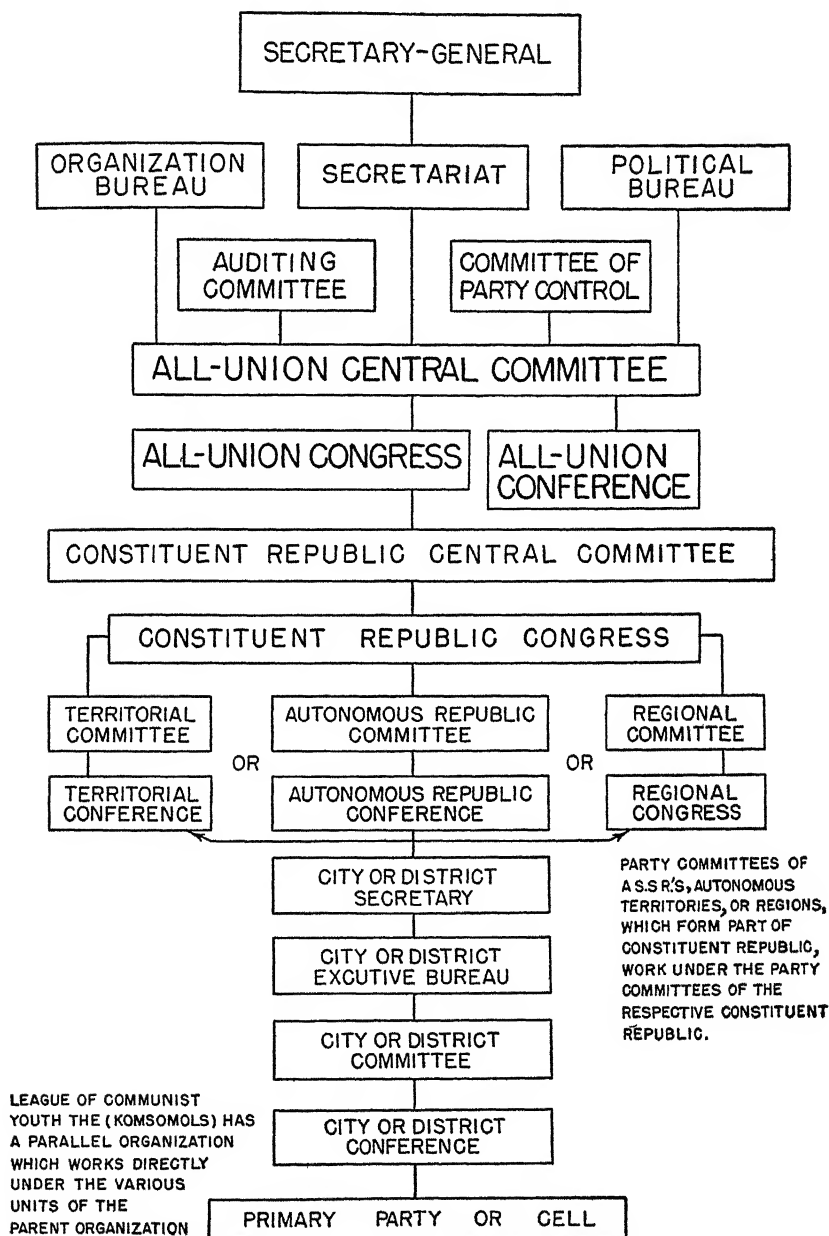 SECRETARY-GENERAL
ORGANIZATION
BUREAU
SECRETARIAT
POLITICAL
BUREAU
AUDITING
COMMITTEE
COMMITTEE OF
PARTY CONTROL
ALL-UNION CENTRAL COMMITTEE
ALL-UNION CONGRESS
ALL-UNION
CONFERENCE
CONSTITUENT REPUBLIC CENTRAL COMMITTEE
CONSTITUENT REPUBLIC CONGRESS
TERRITORIAL
COMMITTEE
OR
AUTONOMOUS REPUBLIC
COMMITTEE
OR
REGIONAL
COMMITTEE
TERRITORIAL
CONFERENCE
AUTONOMOUS REPUBLIC
CONFERENCE
REGIONAL
CONGRESS
CITY OR DISTRICT
SECRETARY
PARTY COMMITTEES OF
A S.S R.'S, AUTONOMOUS
TERRITORIES, OR REGIONS,
WHICH FORM PART OF
CONSTITUENT REPUBLIC,
WORK UNDER THE PARTY
COMMITTEES OF THE
RESPECTIVE CONSTITUENT
REPUBLIC.
CITY OR DISTRICT
EXCUTIVE BUREAU
CITY OR DISTRICT
COMMITTEE
CITY OR DISTRICT
CONFERENCE
LEAGUE OF COMMUNIST
YOUTH THE (KOMSOMOLS) HAS
A PARALLEL ORGANIZATION
WHICH WORKS DIRECTLY
UNDER THE VARIOUS
UNITS OF THE
PARENT ORGANIZATION
PRIMARY PARTY OR CELL